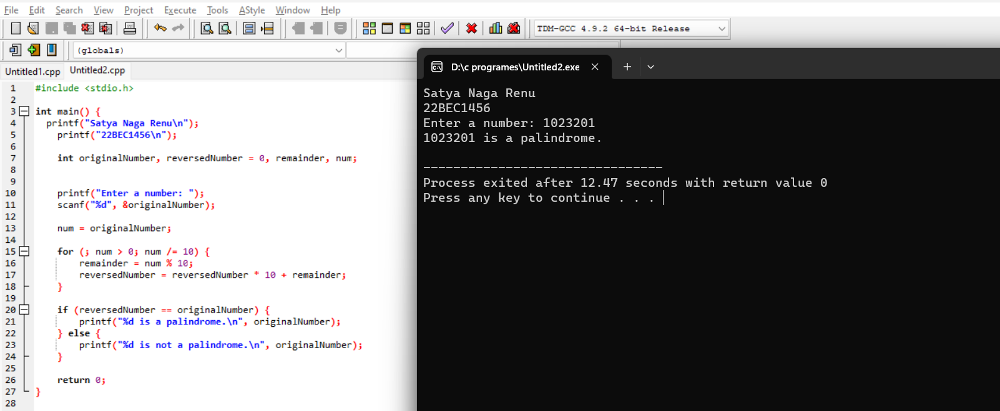 File Edit Search View Project Execute Tools AStyle Window Help
TDM-GCC 4.9.2 64-bit Release
(globals)
Untitled1.cpp Untitled2.cpp
1 #include <stdio.h>
2
3 int main() {
4 printf("Satya Naga Renu\n");
5 printf("22BEC1456\n");
6
7 int originalNumber, reversedNumber = 0, remainder, num;
8
9
10 printf("Enter a number: ");
11 scanf("%d", &originalNumber);
12
13 num = originalNumber;
14
15 for (; num > 0; num /= 10) {
16 remainder = num % 10;
17 reversedNumber = reversedNumber * 10 + remainder;
18 }
19
20 if (reversedNumber == originalNumber) {
21 printf("%d is a palindrome.\n", originalNumber);
22 } else {
23 printf("%d is not a palindrome.\n", originalNumber);
24 }
25
26 return 0;
27 }
28
D:\c programes\Untitled2.exe
Satya Naga Renu
22BEC1456
Enter a number: 1023201
1023201 is a palindrome.
--------------------------------
Process exited after 12.47 seconds with return value 0
Press any key to continue . . .